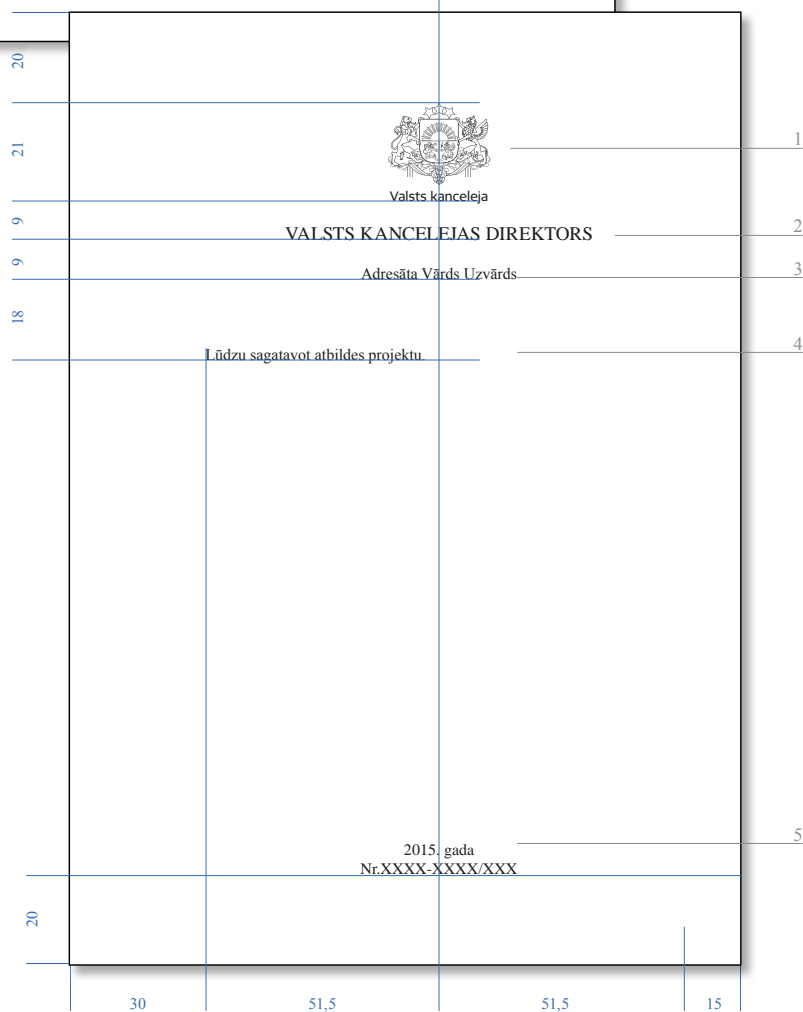 20
21
1
Valsts kanceleja
9
VALSTS KANCELEJAS DIREKTORS
2
9
Adresāta Vārds Uzvārds
3
18
Lūdzu sagatavot atbildes projektu.
4
2015. gada
5
Nr.XXXX-XXXX/XXX
20
30
51,5
51,5
15